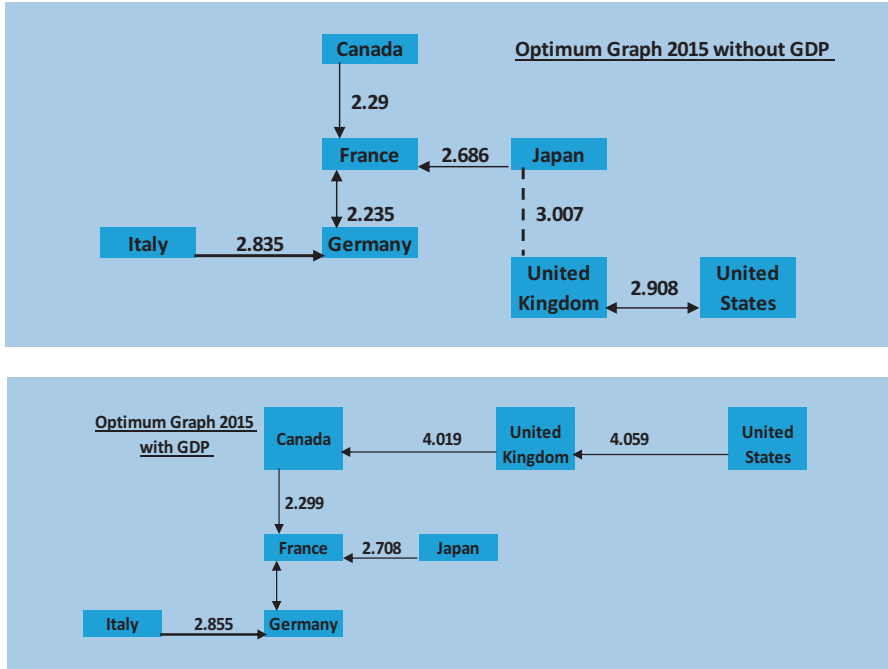 Canada
Optimum Graph 2015 without GDP
2.29
France
2.686
Japan
2.235
3.007
Italy
2.835
Germany
United
Kingdom
2.908
United
States
Optimum Graph 2015
with GDP
Canada
4.019
United
Kingdom
4.059
United
States
2.299
France
2.708
Japan
Italy
2.855
Germany